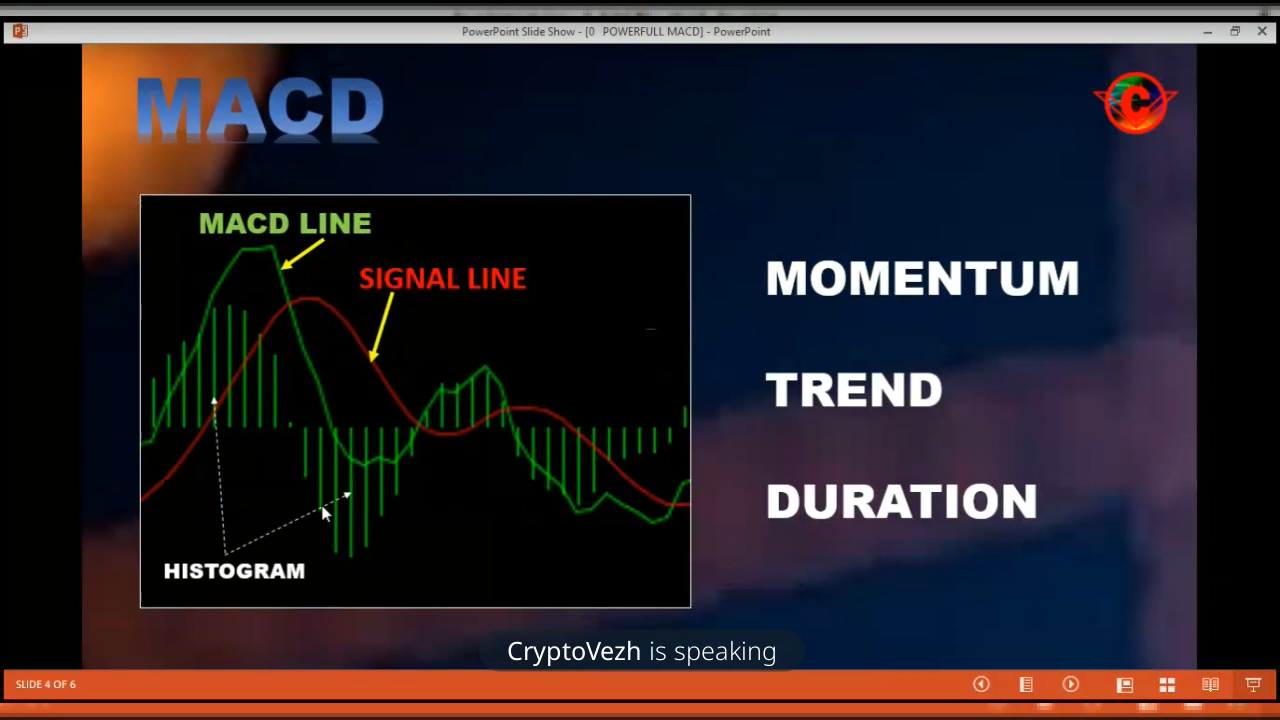 PowerPoint Slide Show - [0 POWERFULL MACD] - PowerPoint
MACD
C
MACD LINE
SIGNAL LINE
HISTOGRAM
MOMENTUM
TREND
DURATION
CryptoVezh is speaking
SLIDE 4 OF 6